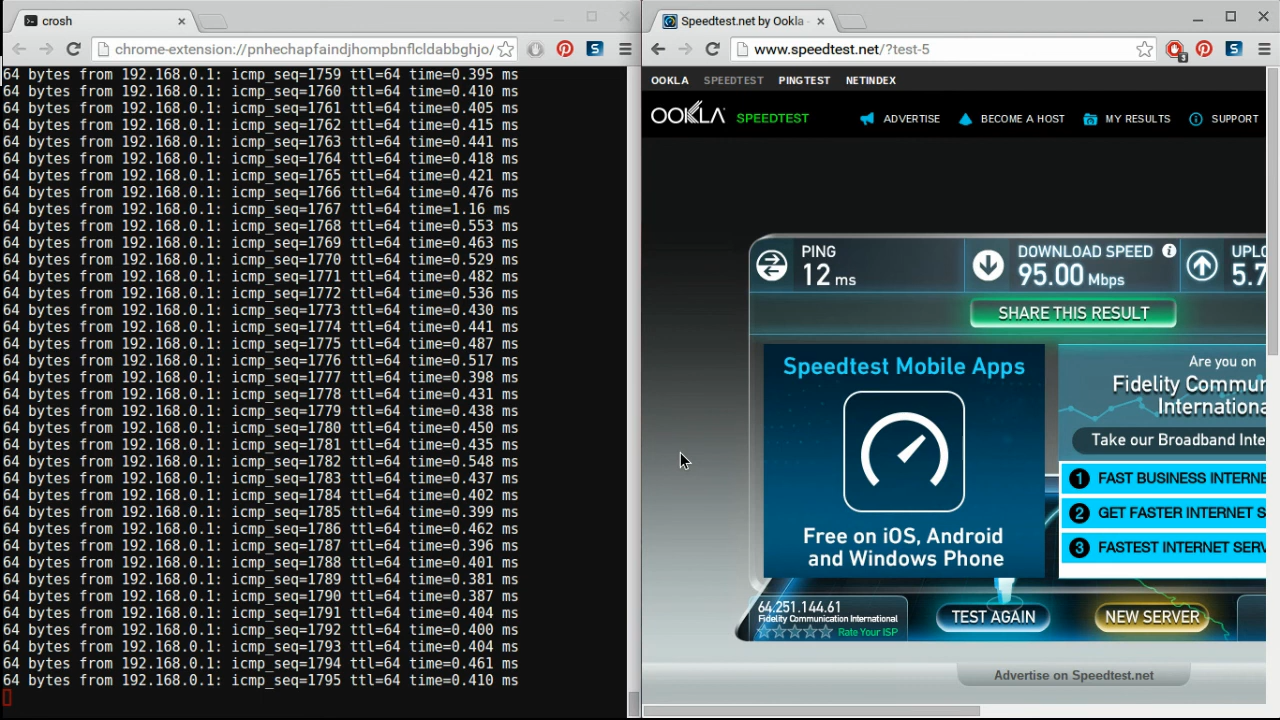 crosh
chrome-extension://pnhechapfaindjhompbnflcldabbghjo/
64 bytes from 192.168.0.1: icmp_seq=1759 ttl=64 time=0.395 ms
64 bytes from 192.168.0.1: icmp_seq=1760 ttl=64 time=0.410 ms
64 bytes from 192.168.0.1: icmp_seq=1761 ttl=64 time=0.405 ms
64 bytes from 192.168.0.1: icmp_seq=1762 ttl=64 time=0.415 ms
64 bytes from 192.168.0.1: icmp_seq=1763 ttl=64 time=0.441 ms
64 bytes from 192.168.0.1: icmp_seq=1764 ttl=64 time=0.418 ms
64 bytes from 192.168.0.1: icmp_seq=1765 ttl=64 time=0.421 ms
64 bytes from 192.168.0.1: icmp_seq=1766 ttl=64 time=0.476 ms
64 bytes from 192.168.0.1: icmp_seq=1767 ttl=64 time=1.16 ms
64 bytes from 192.168.0.1: icmp_seq=1768 ttl=64 time=0.553 ms
64 bytes from 192.168.0.1: icmp_seq=1769 ttl=64 time=0.463 ms
64 bytes from 192.168.0.1: icmp_seq=1770 ttl=64 time=0.529 ms
64 bytes from 192.168.0.1: icmp_seq=1771 ttl=64 time=0.482 ms
64 bytes from 192.168.0.1: icmp_seq=1772 ttl=64 time=0.536 ms
64 bytes from 192.168.0.1: icmp_seq=1773 ttl=64 time=0.430 ms
64 bytes from 192.168.0.1: icmp_seq=1774 ttl=64 time=0.441 ms
64 bytes from 192.168.0.1: icmp_seq=1775 ttl=64 time=0.487 ms
64 bytes from 192.168.0.1: icmp_seq=1776 ttl=64 time=0.517 ms
64 bytes from 192.168.0.1: icmp_seq=1777 ttl=64 time=0.398 ms
64 bytes from 192.168.0.1: icmp_seq=1778 ttl=64 time=0.431 ms
64 bytes from 192.168.0.1: icmp_seq=1779 ttl=64 time=0.438 ms
64 bytes from 192.168.0.1: icmp_seq=1780 ttl=64 time=0.450 ms
64 bytes from 192.168.0.1: icmp_seq=1781 ttl=64 time=0.435 ms
64 bytes from 192.168.0.1: icmp_seq=1782 ttl=64 time=0.548 ms
64 bytes from 192.168.0.1: icmp_seq=1783 ttl=64 time=0.437 ms
64 bytes from 192.168.0.1: icmp_seq=1784 ttl=64 time=0.402 ms
64 bytes from 192.168.0.1: icmp_seq=1785 ttl=64 time=0.399 ms
64 bytes from 192.168.0.1: icmp_seq=1786 ttl=64 time=0.462 ms
64 bytes from 192.168.0.1: icmp_seq=1787 ttl=64 time=0.396 ms
64 bytes from 192.168.0.1: icmp_seq=1788 ttl=64 time=0.401 ms
64 bytes from 192.168.0.1: icmp_seq=1789 ttl=64 time=0.381 ms
64 bytes from 192.168.0.1: icmp_seq=1790 ttl=64 time=0.387 ms
64 bytes from 192.168.0.1: icmp_seq=1791 ttl=64 time=0.404 ms
64 bytes from 192.168.0.1: icmp_seq=1792 ttl=64 time=0.400 ms
64 bytes from 192.168.0.1: icmp_seq=1793 ttl=64 time=0.404 ms
64 bytes from 192.168.0.1: icmp_seq=1794 ttl=64 time=0.461 ms
64 bytes from 192.168.0.1: icmp_seq=1795 ttl=64 time=0.410 ms
Speedtest.net by Ookla -
www.speedtest.net/?test-5
OOKLA SPEEDTEST PINGTEST NETINDEX
OOKLA SPEEDTEST ADVERTISE BECOME A HOST MY RESULTS SUPPORT
PING DOWNLOAD SPEED UPLO
12 ms 95.00 Mbps 5.7
SHARE THIS RESULT
Speedtest Mobile Apps
Free on iOS, Android
and Windows Phone
Are you on
Fidelity Commun
Internationa
Take our Broadband Inte
1 FAST BUSINESS INTERNE
2 GET FASTER INTERNET S
3 FASTEST INTERNET SERV
64.251.144.61
Fidelity Communication International
Rate Your ISP
TEST AGAIN
NEW SERVER
Advertise on Speedtest.net